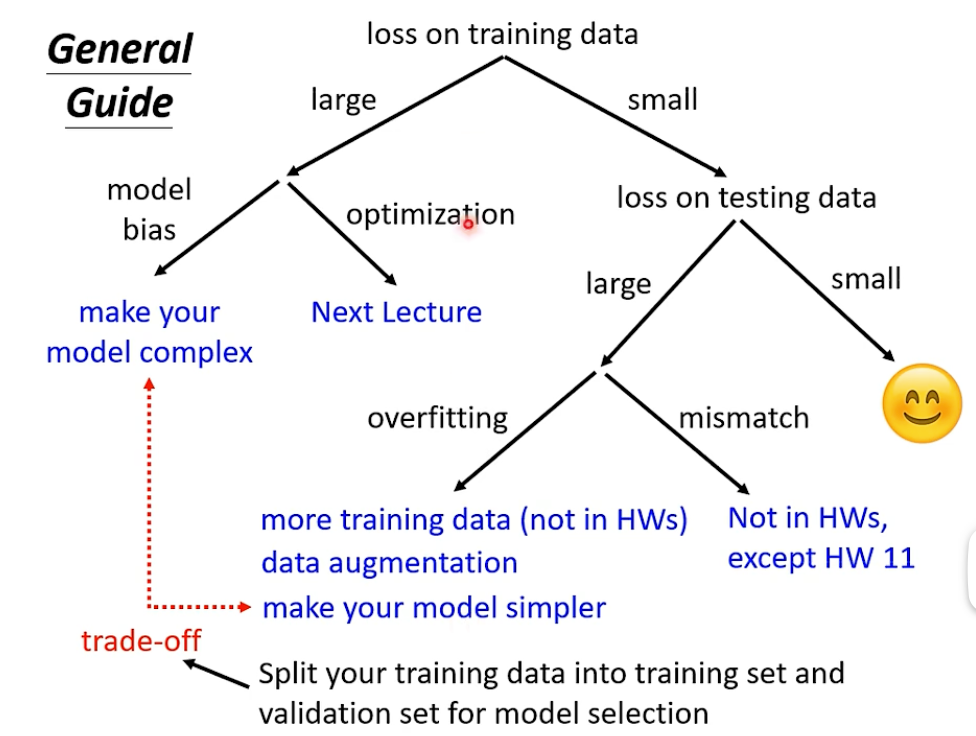 General
Guide
loss on training data
large
small
model
bias
optimization
loss on testing data
make your
model complex
Next Lecture
large
small
overfitting
mismatch
more training data (not in HWs)
data augmentation
make your model simpler
Not in HWs,
except HW 11
trade-off
Split your training data into training set and
validation set for model selection